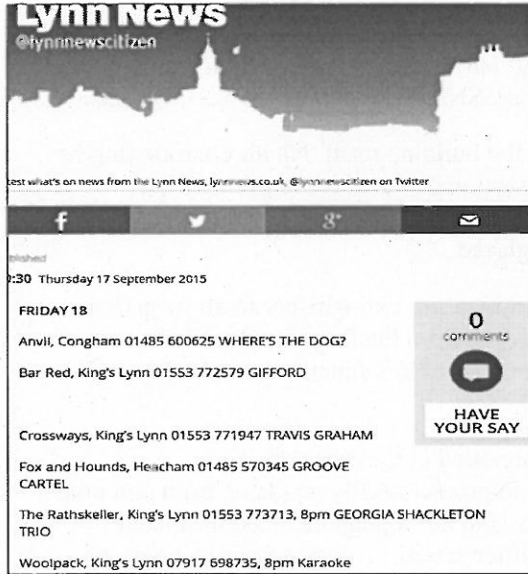 Lynn News
@lynnnewscitizen
test what's on news from the Lynn News, lynnnews.co.uk, @lynnnewscitizen on Twitter
f
g+
blished
:30 Thursday 17 September 2015
FRIDAY 18
0
comments
Anvil, Congham 01485 600625 WHERE'S THE DOG?
Bar Red, King's Lynn 01553 772579 GIFFORD
HAVE
YOUR SAY
Crossways, King's Lynn 01553 771947 TRAVIS GRAHAM
Fox and Hounds, Heacham 01485 570345 GROOVE
CARTEL
The Rathskeller, King's Lynn 01553 773713, 8pm GEORGIA SHACKLETON
TRIO
Woolpack, King's Lynn 07917 698735, 8pm Karaoke